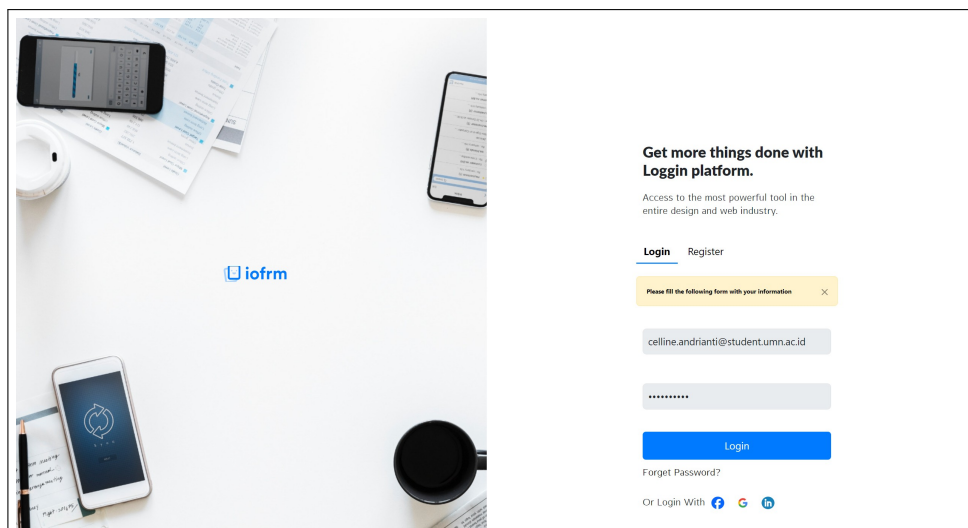 iofrm
Get more things done with
Loggin platform.
Access to the most powerful tool in the
entire design and web industry.
Login Register
Please fill the following form with your information
celline.andrianti@student.umn.ac.id
••••••••••
Login
Forget Password?
Or Login With